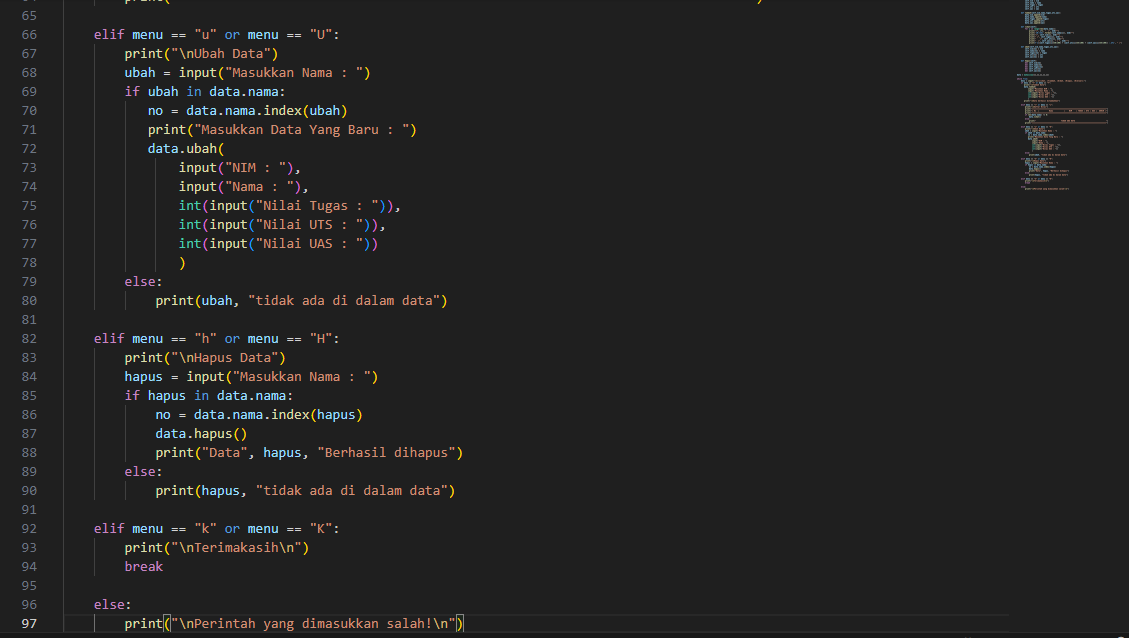 65
66 elif menu == "u" or menu == "U":
67 print("\nUbah Data")
68 ubah = input("Masukkan Nama : ")
69 if ubah in data.nama:
70 no = data.nama.index(ubah)
71 print("Masukkan Data Yang Baru : ")
72 data.ubah(
73 input("NIM : "),
74 input("Nama : "),
75 int(input("Nilai Tugas : ")),
76 int(input("Nilai UTS : ")),
77 int(input("Nilai UAS : "))
78 )
79 else:
80 print(ubah, "tidak ada di dalam data")
81
82 elif menu == "h" or menu == "H":
83 print("\nHapus Data")
84 hapus = input("Masukkan Nama : ")
85 if hapus in data.nama:
86 no = data.nama.index(hapus)
87 data.hapus()
88 print("Data", hapus, "Berhasil dihapus")
89 else:
90 print(hapus, "tidak ada di dalam data")
91
92 elif menu == "k" or menu == "K":
93 print("\nTerimakasih\n")
94 break
95
96 else:
97 print("\nPerintah yang dimasukkan salah!\n")